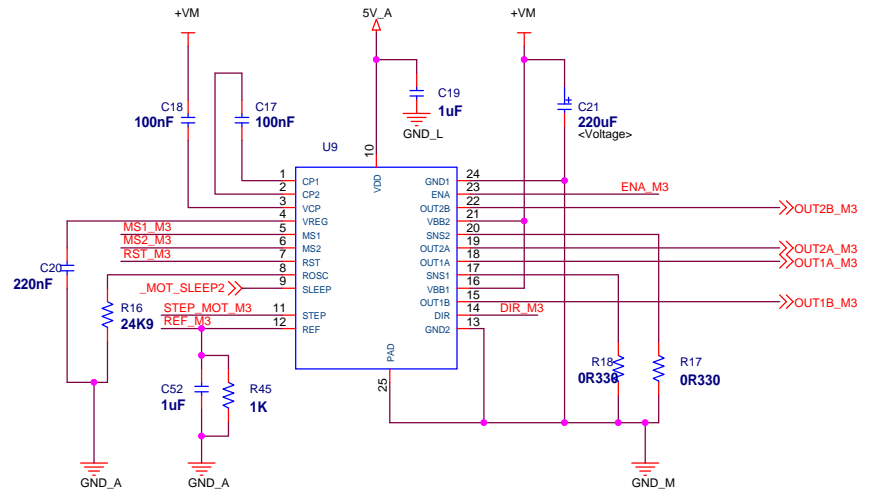 +VM
5V_A
+VM
C18
100nF
C17
100nF
C19
1uF
GND_L
C21
220uF
<Voltage>
U9
10
VDD
1
CP1
2
CP2
3
VCP
4
VREG
5
MS1
6
MS2
7
RST
8
ROSC
9
SLEEP
11
STEP
12
REF
24
GND1
23
ENA
22
OUT2B
21
VBB2
20
SNS2
19
OUT2A
18
OUT1A
17
SNS1
16
VBB1
15
OUT1B
14
DIR
13
GND2
PAD
25
MS1_M3
MS2_M3
RST_M3
_MOT_SLEEP2
STEP_MOT_M3
REF_M3
ENA_M3
OUT2B_M3
OUT2A_M3
OUT1A_M3
OUT1B_M3
DIR_M3
C20
220nF
R16
24K9
C52
1uF
R45
1K
R18
0R330
R17
0R330
GND_A
GND_A
GND_M